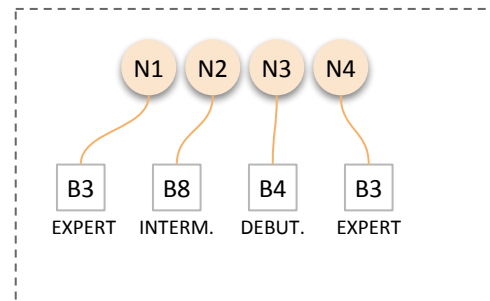 N1 N2 N3 N4
B3 B8 B4 B3
EXPERT INTERM. DEBUT. EXPERT